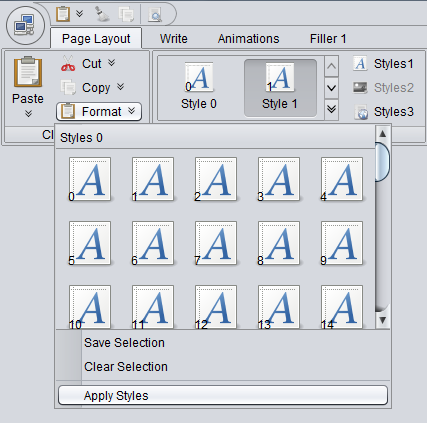 Page Layout Write Animations Filler 1
Paste
Cut
Copy
Format
0 Style 0
1 Style 1
Styles1
Styles2
Styles3
Cl
Styles 0
0 1 2 3 4
5 6 7 8 9
10 11 12 13 14
Save Selection
Clear Selection
Apply Styles